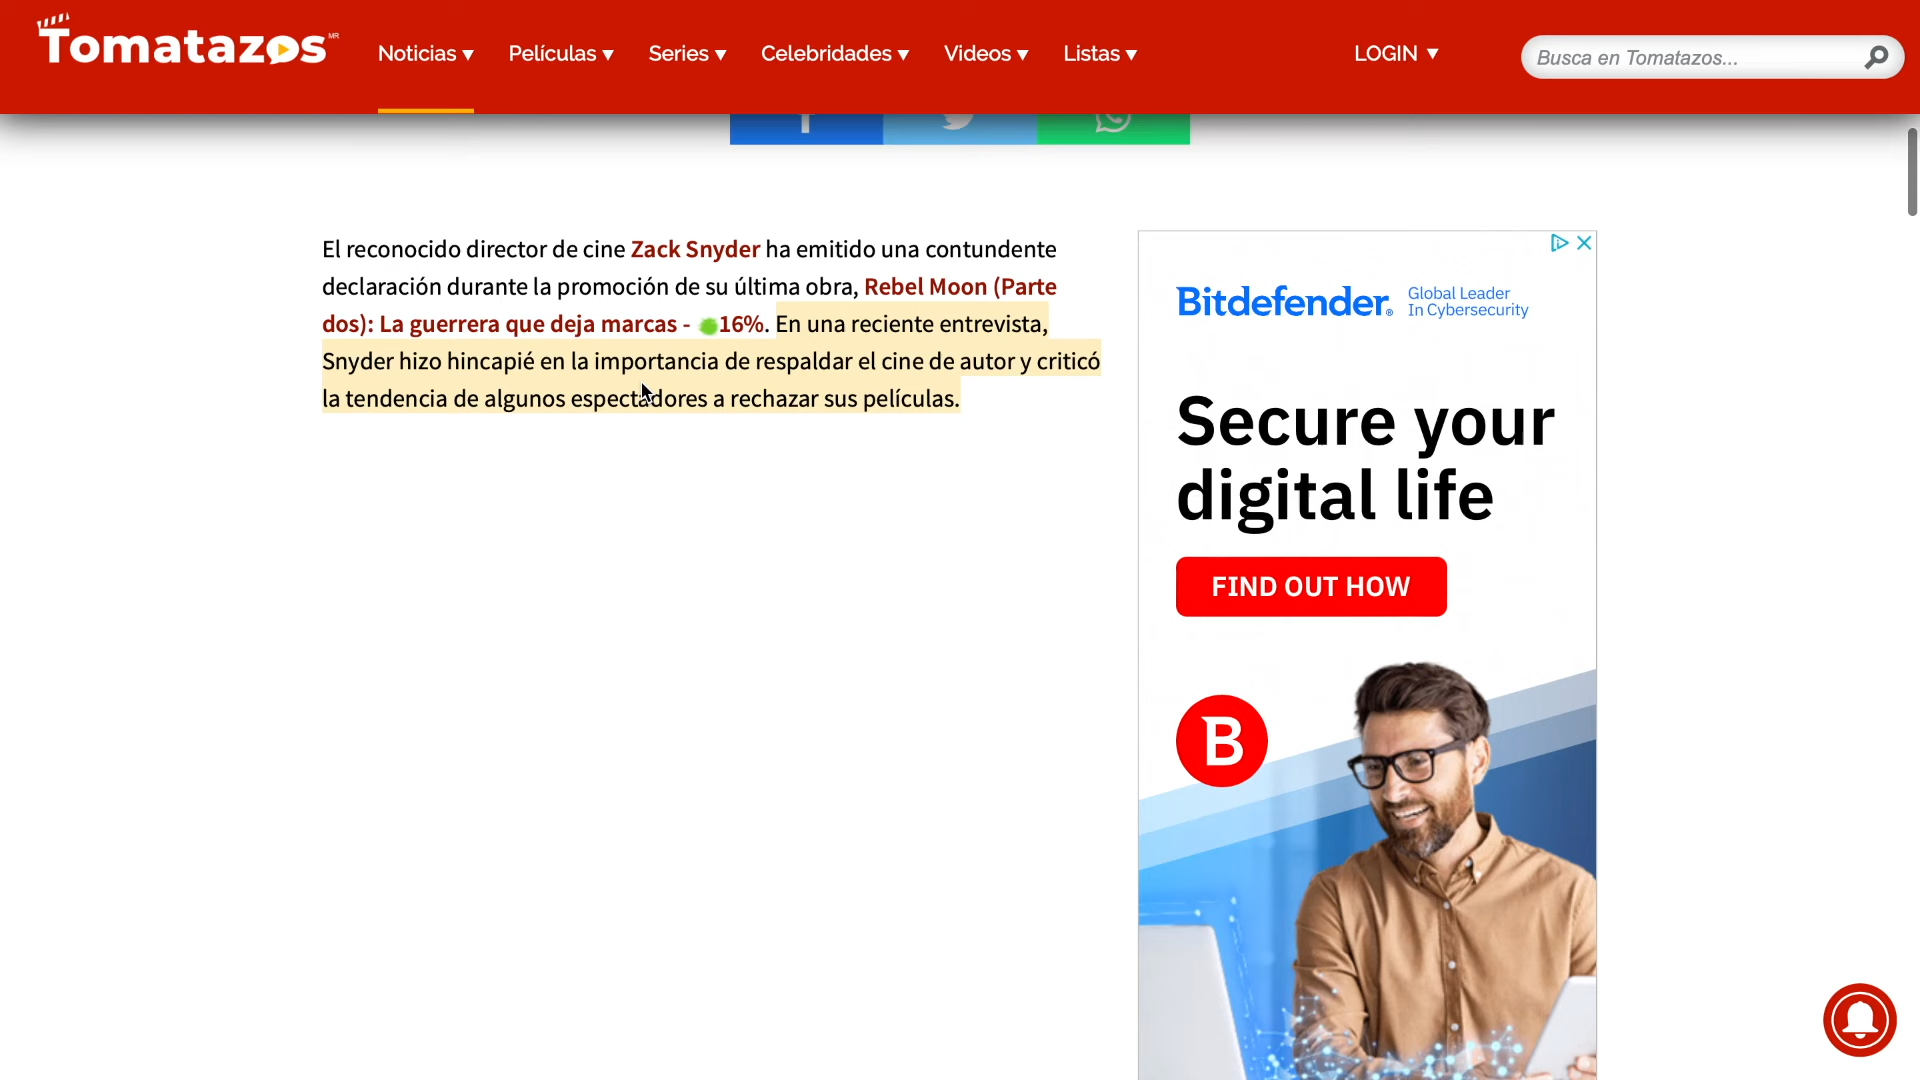 Tomatazos MR
Noticias ▾ Películas ▾ Series ▾ Celebridades ▾ Videos ▾ Listas ▾ LOGIN ▾ Busca en Tomatazos...
El reconocido director de cine Zack Snyder ha emitido una contundente
declaración durante la promoción de su última obra, Rebel Moon (Parte
dos): La guerrera que deja marcas - 16%. En una reciente entrevista,
Snyder hizo hincapié en la importancia de respaldar el cine de autor y criticó
la tendencia de algunos espectadores a rechazar sus películas.
Bitdefender® Global Leader
In Cybersecurity
Secure your
digital life
FIND OUT HOW
B